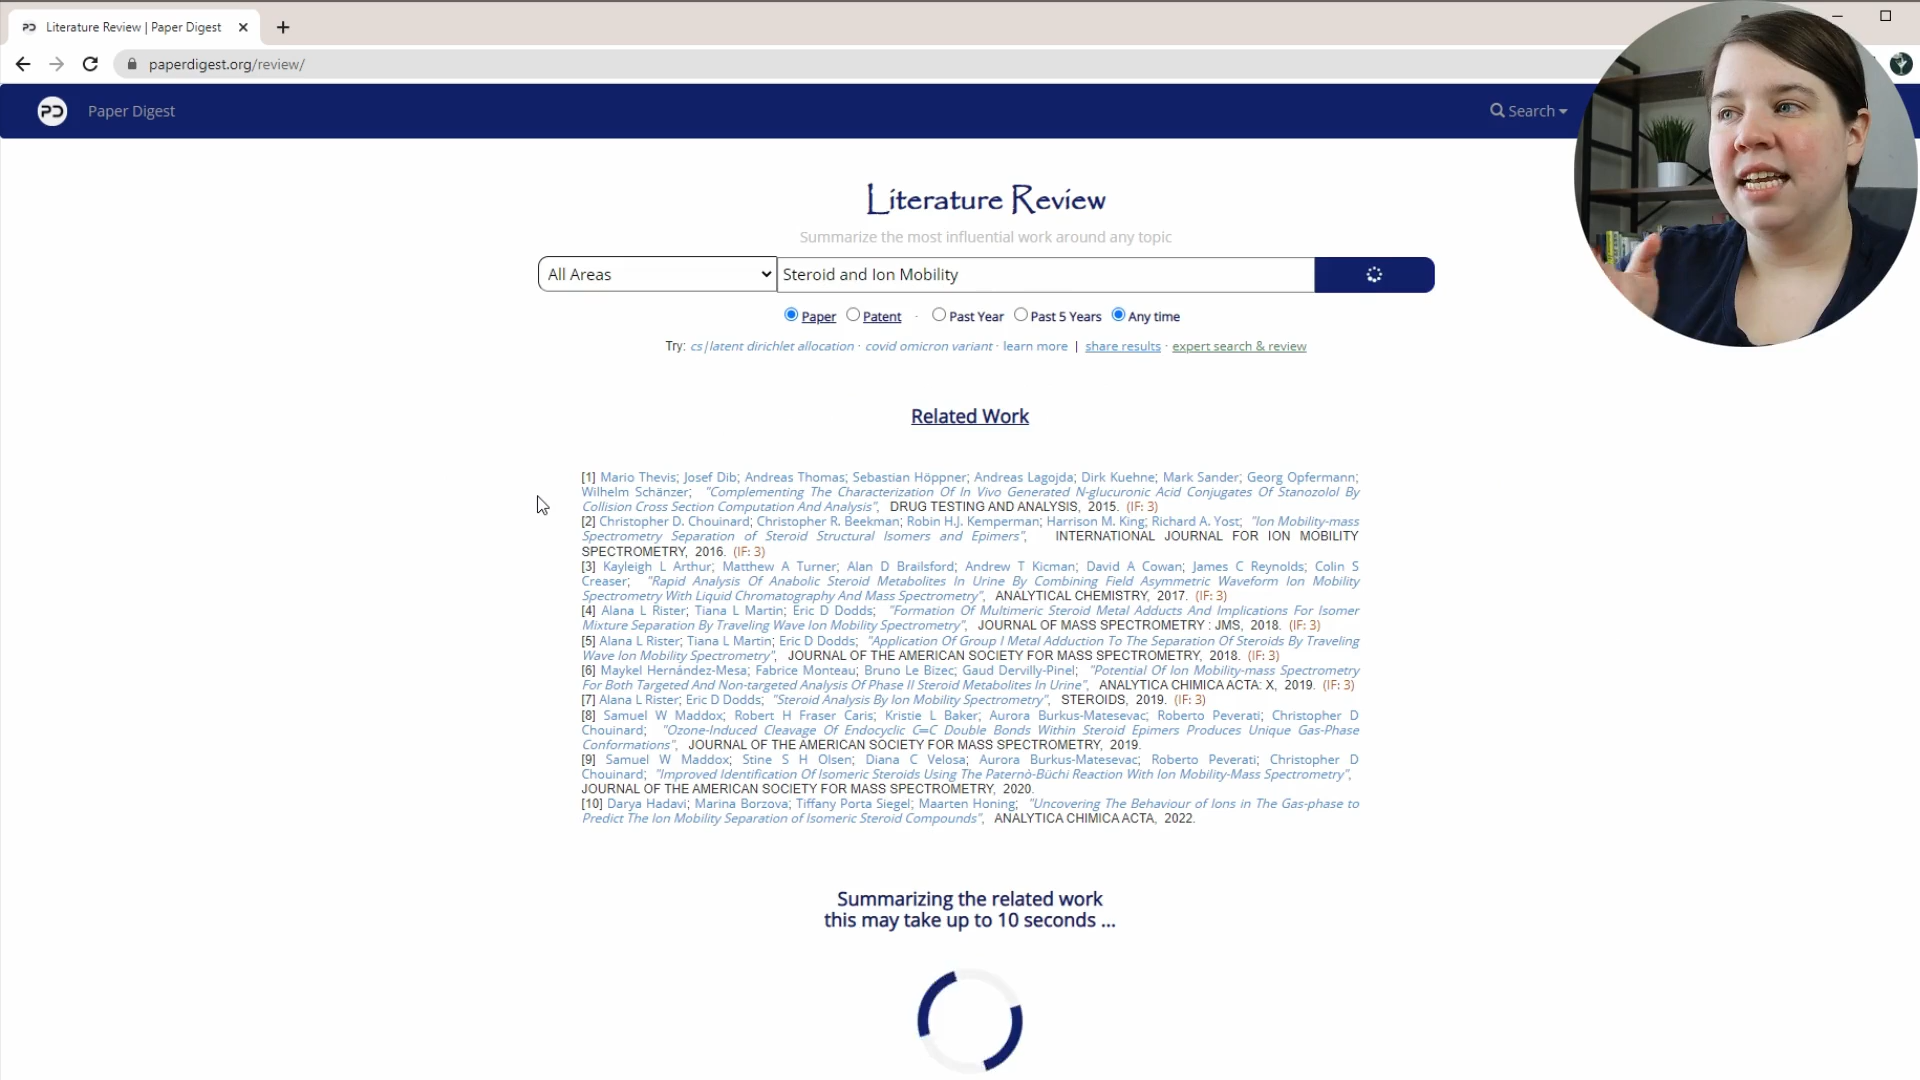 Literature Review | Paper Digest
paperdigest.org/review/
PD Paper Digest
Search
Literature Review
Summarize the most influential work around any topic
All Areas
Steroid and Ion Mobility
Paper Patent · Past Year Past 5 Years Any time
Try: cs|latent dirichlet allocation · covid omicron variant · learn more | share results · expert search & review
Related Work
[1] Mario Thevis; Josef Dib; Andreas Thomas; Sebastian Höppner; Andreas Lagojda; Dirk Kuehne; Mark Sander; Georg Opfermann;
Wilhelm Schänzer; "Complementing The Characterization Of In Vivo Generated N-glucuronic Acid Conjugates Of Stanozolol By
Collision Cross Section Computation And Analysis", DRUG TESTING AND ANALYSIS, 2015. (IF: 3)
[2] Christopher D. Chouinard; Christopher R. Beekman; Robin H.J. Kemperman; Harrison M. King; Richard A. Yost; "Ion Mobility-mass
Spectrometry Separation of Steroid Structural Isomers and Epimers", INTERNATIONAL JOURNAL FOR ION MOBILITY
SPECTROMETRY, 2016. (IF: 3)
[3] Kayleigh L Arthur; Matthew A Turner; Alan D Brailsford; Andrew T Kicman; David A Cowan; James C Reynolds; Colin S
Creaser; "Rapid Analysis Of Anabolic Steroid Metabolites In Urine By Combining Field Asymmetric Waveform Ion Mobility
Spectrometry With Liquid Chromatography And Mass Spectrometry", ANALYTICAL CHEMISTRY, 2017. (IF: 3)
[4] Alana L Rister; Tiana L Martin; Eric D Dodds; "Formation Of Multimeric Steroid Metal Adducts And Implications For Isomer
Mixture Separation By Traveling Wave Ion Mobility Spectrometry", JOURNAL OF MASS SPECTROMETRY : JMS, 2018. (IF: 3)
[5] Alana L Rister; Tiana L Martin; Eric D Dodds; "Application Of Group I Metal Adduction To The Separation Of Steroids By Traveling
Wave Ion Mobility Spectrometry", JOURNAL OF THE AMERICAN SOCIETY FOR MASS SPECTROMETRY, 2018. (IF: 3)
[6] Maykel Hernández-Mesa; Fabrice Monteau; Bruno Le Bizec; Gaud Dervilly-Pinel; "Potential Of Ion Mobility-mass Spectrometry
For Both Targeted And Non-targeted Analysis Of Phase II Steroid Metabolites In Urine", ANALYTICA CHIMICA ACTA: X, 2019. (IF: 3)
[7] Alana L Rister; Eric D Dodds; "Steroid Analysis By Ion Mobility Spectrometry", STEROIDS, 2019. (IF: 3)
[8] Samuel W Maddox; Robert H Fraser Caris; Kristie L Baker; Aurora Burkus-Matesevac; Roberto Peverati; Christopher D
Chouinard; "Ozone-Induced Cleavage Of Endocyclic C═C Double Bonds Within Steroid Epimers Produces Unique Gas-Phase
Conformations", JOURNAL OF THE AMERICAN SOCIETY FOR MASS SPECTROMETRY, 2019.
[9] Samuel W Maddox; Stine S H Olsen; Diana C Velosa; Aurora Burkus-Matesevac; Roberto Peverati; Christopher D
Chouinard; "Improved Identification Of Isomeric Steroids Using The Paternò-Büchi Reaction With Ion Mobility-Mass Spectrometry",
JOURNAL OF THE AMERICAN SOCIETY FOR MASS SPECTROMETRY, 2020.
[10] Darya Hadavi; Marina Borzova; Tiffany Porta Siegel; Maarten Honing; "Uncovering The Behaviour of Ions in The Gas-phase to
Predict The Ion Mobility Separation of Isomeric Steroid Compounds", ANALYTICA CHIMICA ACTA, 2022.
Summarizing the related work
this may take up to 10 seconds ...